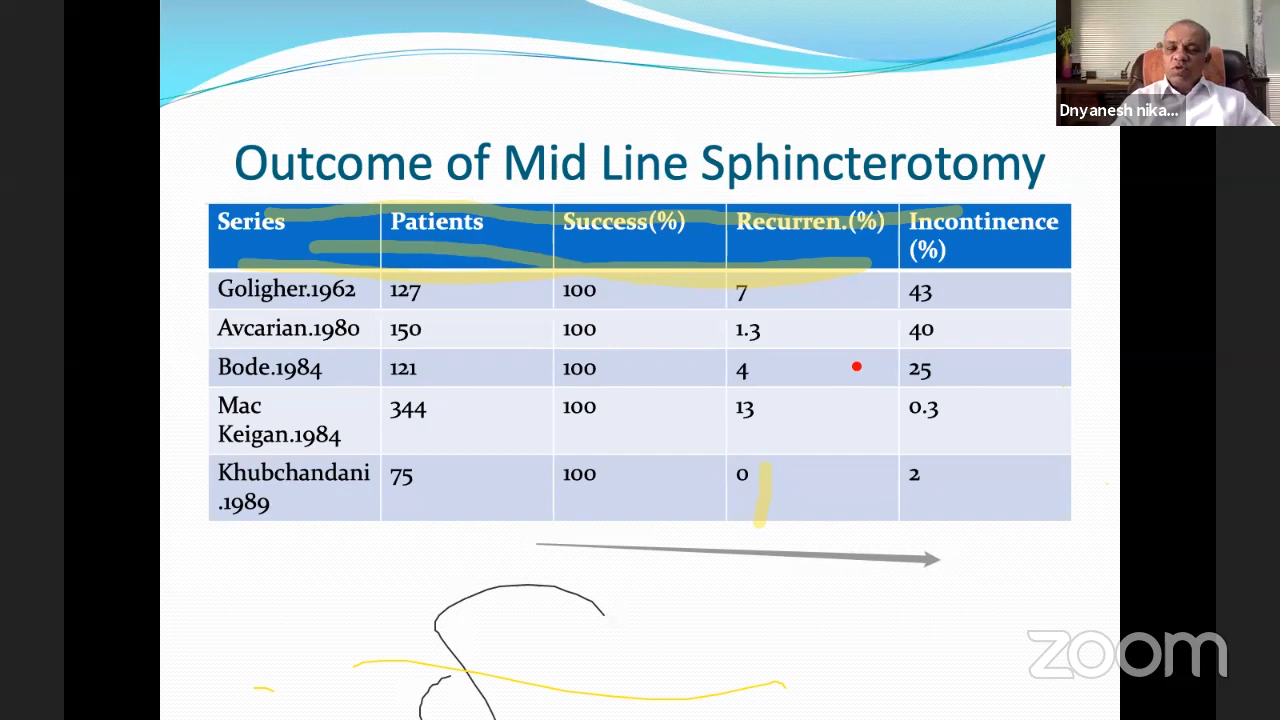 Dnyanesh nika...
Outcome of Mid Line Sphincterotomy
Series Patients Success(%) Recurren.(%) Incontinence
(%)
Goligher.1962 127 100 7 43
Avcarian.1980 150 100 1.3 40
Bode.1984 121 100 4 25
Mac 344 100 13 0.3
Keigan.1984
Khubchandani 75 100 0 2
.1989
zoom